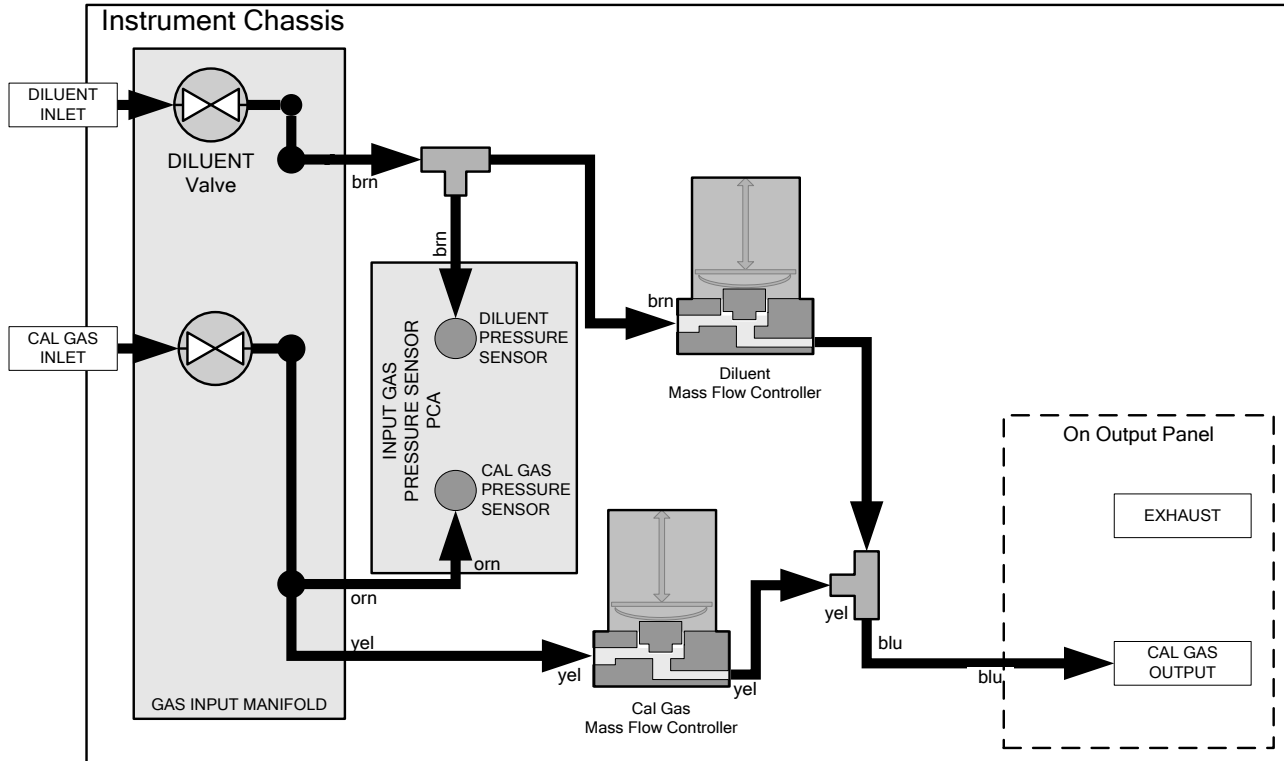 Instrument Chassis
DILUENT
INLET
DILUENT
Valve
brn
brn
CAL GAS
INLET
INPUT GAS
PRESSURE SENSOR
PCA
DILUENT
PRESSURE
SENSOR
CAL GAS
PRESSURE
SENSOR
orn
orn
yel
GAS INPUT MANIFOLD
brn
Diluent
Mass Flow Controller
yel
yel
Cal Gas
Mass Flow Controller
yel
blu
blu
On Output Panel
EXHAUST
CAL GAS
OUTPUT